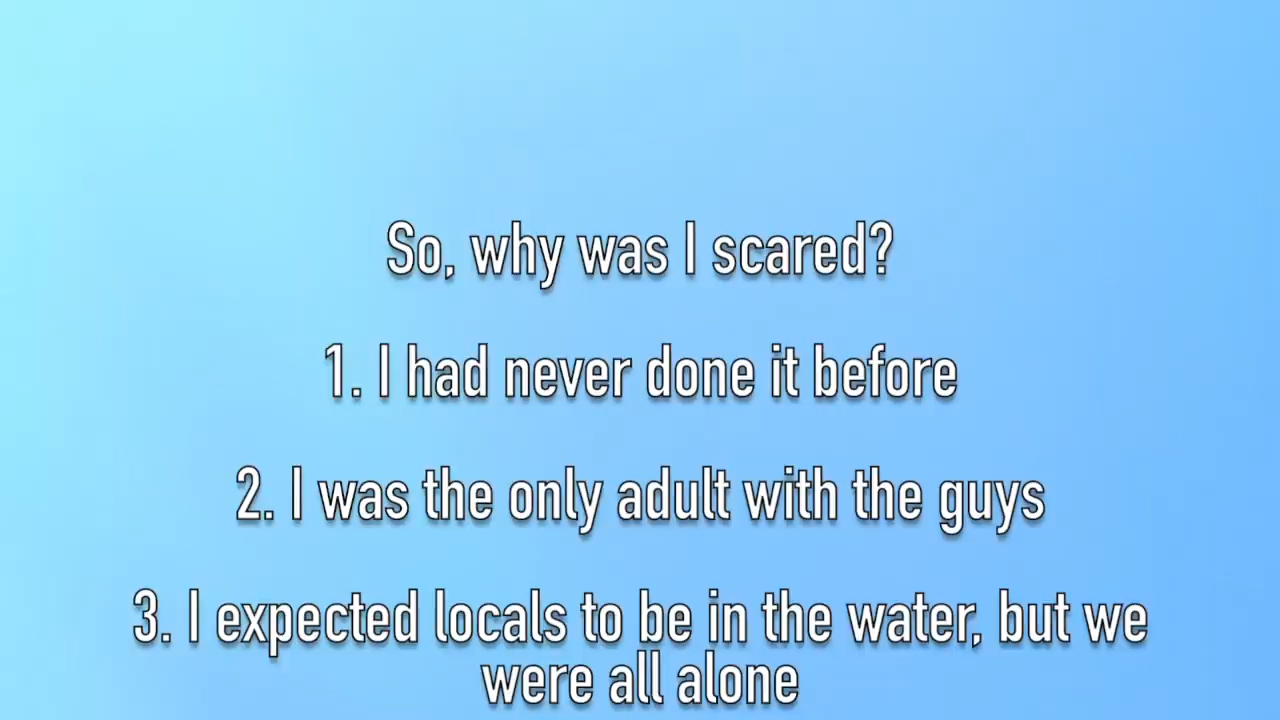 So, why was I scared?
1. I had never done it before
2. I was the only adult with the guys
3. I expected locals to be in the water, but we
were all alone